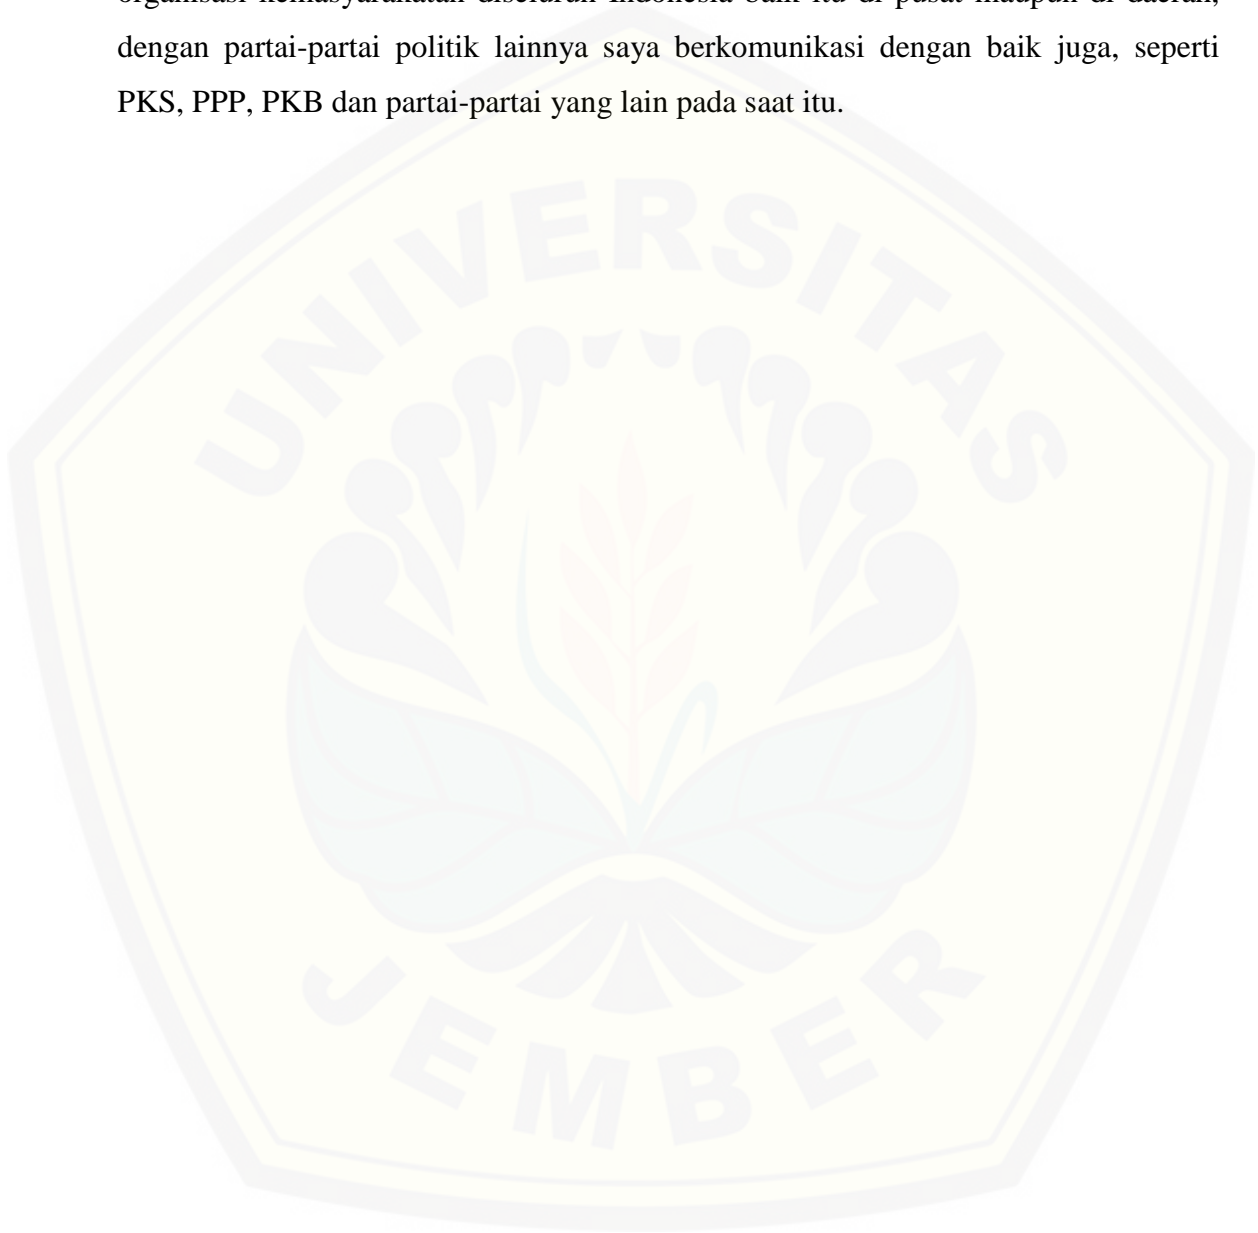 organisasi kemasyarakatan diseluruh Indonesia baik itu di pusat maupun di daerah,
dengan partai-partai politik lainnya saya berkomunikasi dengan baik juga, seperti
PKS, PPP, PKB dan partai-partai yang lain pada saat itu.
UNIVERSITAS
JEMBER